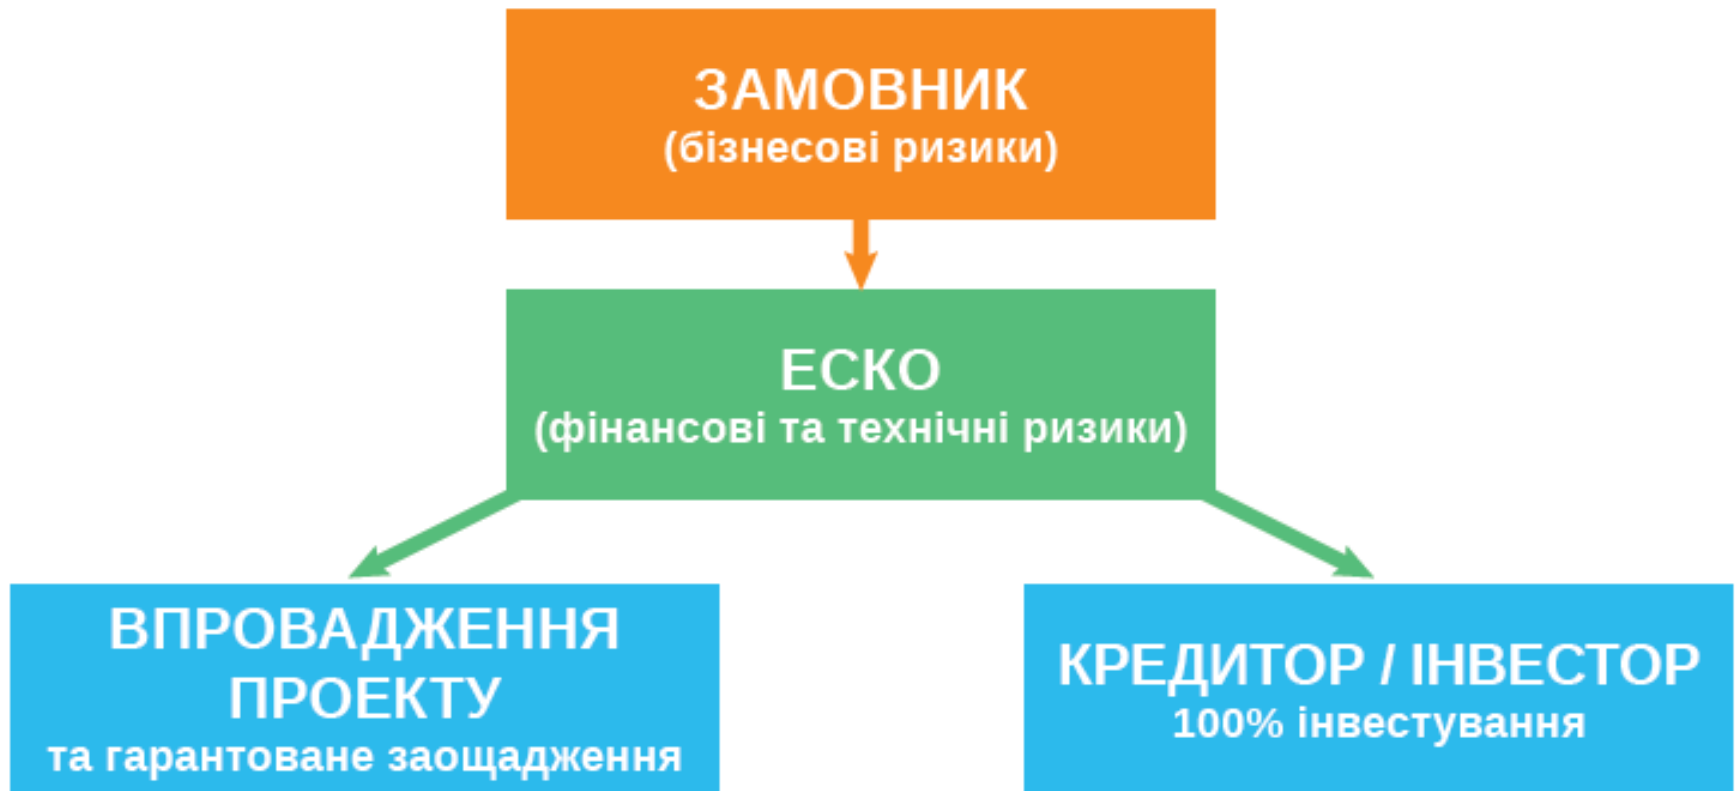 ЗАМОВНИК
(бізнесові ризики)
ЕСКО
(фінансові та технічні ризики)
ВПРОВАДЖЕННЯ
ПРОЕКТУ
та гарантоване заощадження
КРЕДИТОР / ІНВЕСТОР
100% інвестування